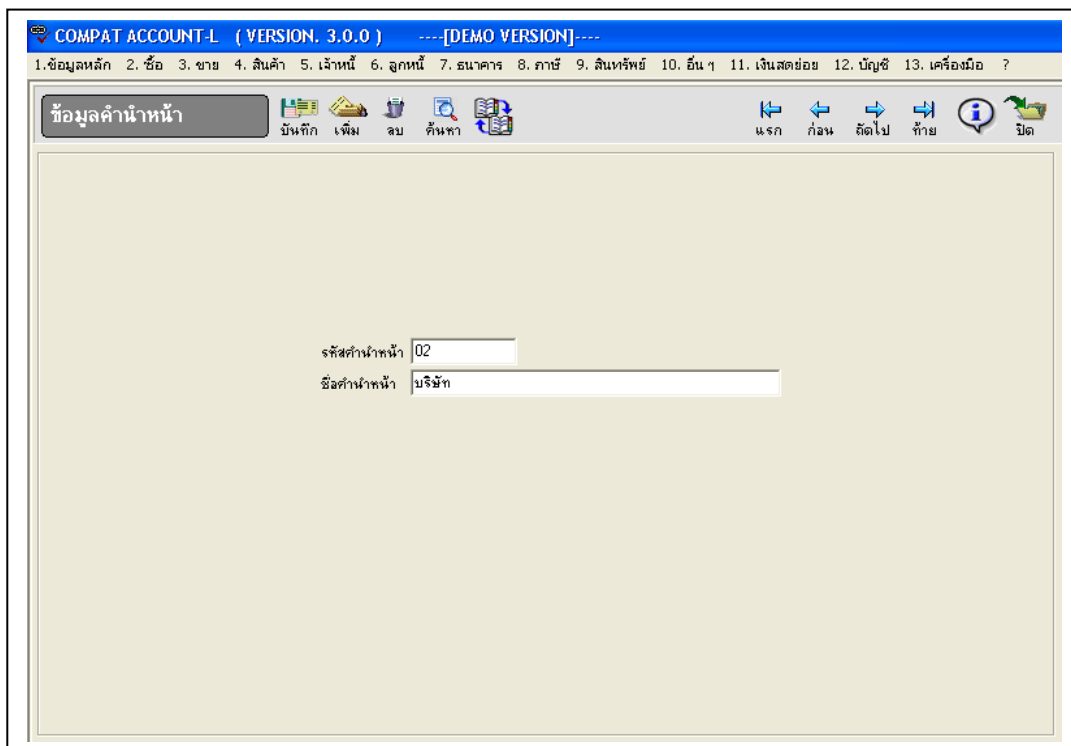 COMPAT ACCOUNT-L ( VERSION. 3.0.0 ) ----[DEMO VERSION]----
1.ข้อมูลหลัก 2. ซื้อ 3. ขาย 4. สินค้า 5. เจ้าหนี้ 6. ลูกหนี้ 7. ธนาคาร 8. ภาษี 9. สินทรัพย์ 10. อื่น ๆ 11. เงินสดย่อย 12. บัญชี 13. เครื่องมือ ?
ข้อมูลคำนำหน้า บันทึก เพิ่ม ลบ ค้นหา แรก ก่อน ถัดไป ท้าย ปิด
รหัสคำนำหน้า 02
ชื่อคำนำหน้า บริษัท